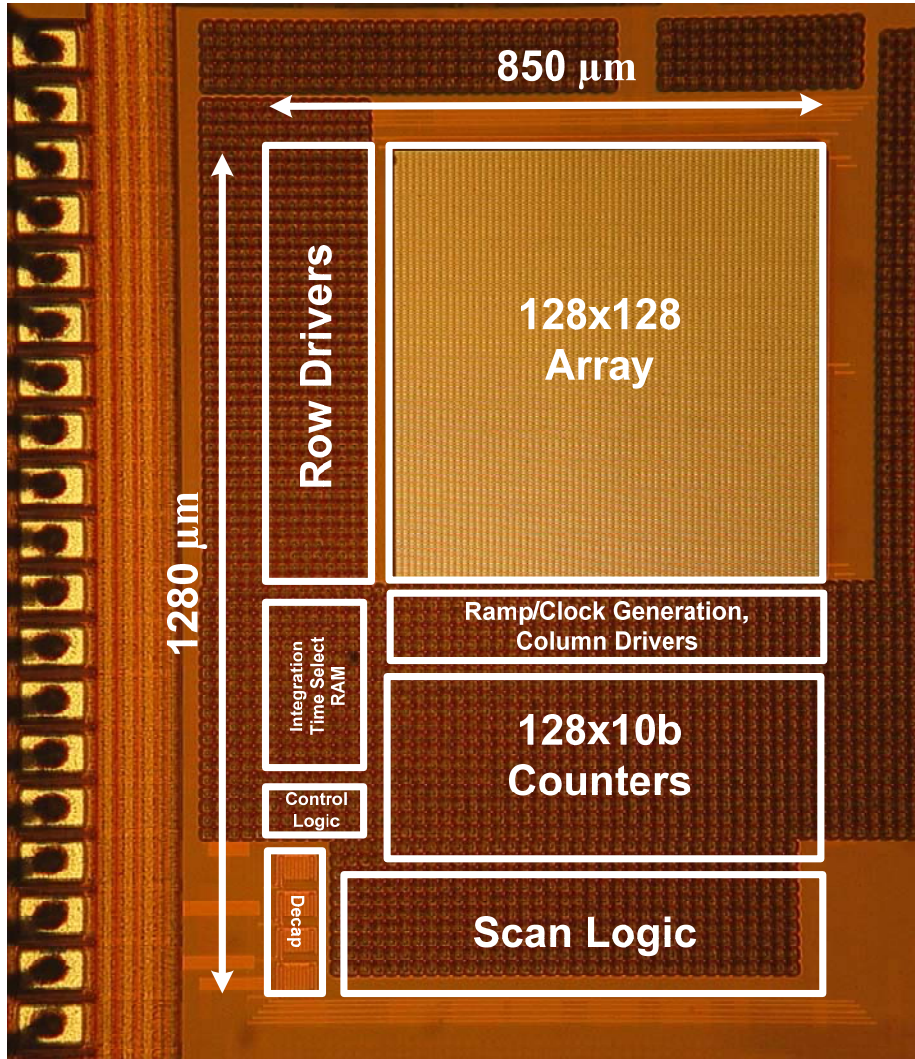 850 µm
1280 µm
Row Drivers
128x128
Array
Ramp/Clock Generation,
Column Drivers
Integration
Time Select
RAM
128x10b
Counters
Control
Logic
Decap
Scan Logic